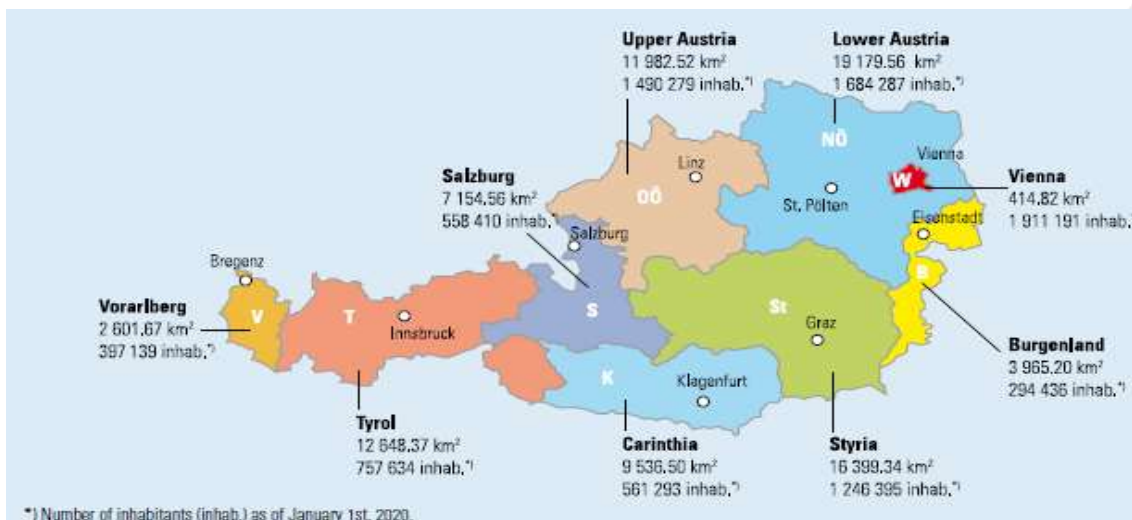 Upper Austria
11 982.52 km²
1 490 279 inhab.*)
Lower Austria
19 179.56 km²
1 684 287 inhab.*)
NÖ
Vienna
Linz
Salzburg
7 154.56 km²
558 410 inhab.*)
W
Vienna
414.82 km²
1 911 191 inhab.*)
OÖ
St. Pölten
Eisenstadt
Salzburg
Bregenz
B
Vorarlberg
2 601.67 km²
397 139 inhab.*)
V
T
Innsbruck
S
St
Graz
Burgenland
3 965.20 km²
294 436 inhab.*)
K
Klagenfurt
Tyrol
12 648.37 km²
757 634 inhab.*)
Carinthia
9 536.50 km²
561 293 inhab.*)
Styria
16 399.34 km²
1 246 395 inhab.*)
*) Number of inhabitants (inhab.) as of January 1st, 2020.